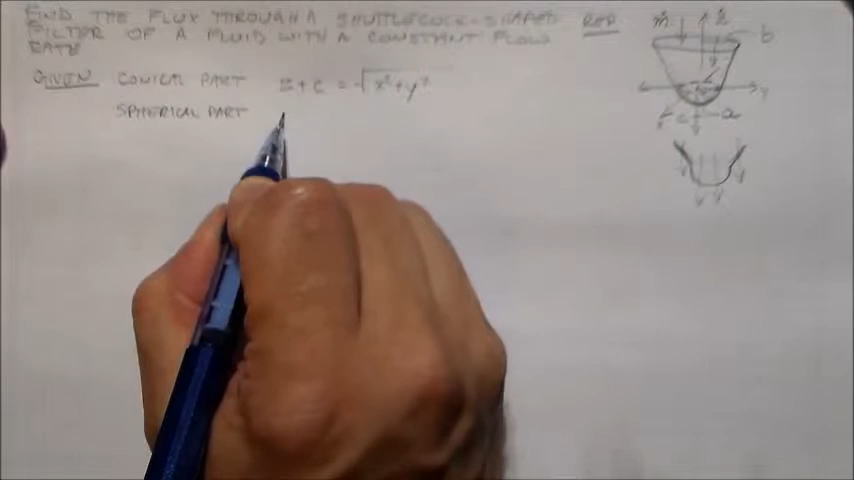 FIND THE FLUX THROUGH A SHUTTLECOCK-SHAPED REQ
FILTER OF A FLUID WITH A CONSTANT FLOW
RATE
GIVEN CONICAL PART z + c = √x²+y²
SPHERICAL PART
ṁ
b
y
x
c
a
V V
V V